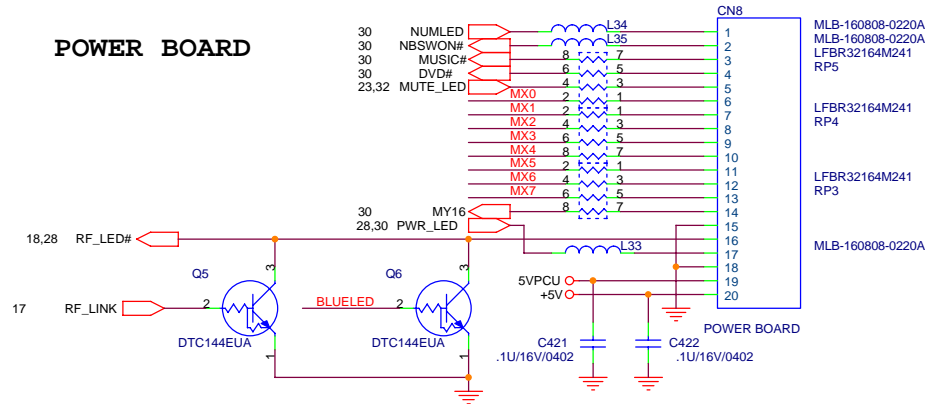 POWER BOARD
CN8
30 NUMLED L34 1 MLB-160808-0220A
30 NBSWON# L35 2 MLB-160808-0220A
30 MUSIC# 8 7 3 LFBR32164M241
30 DVD# 6 5 4 RP5
23,32 MUTE_LED 4 3 5
MX0 2 1 6
MX1 2 1 7 LFBR32164M241
MX2 4 3 8 RP4
MX3 6 5 9
MX4 8 7 10
MX5 2 1 11
MX6 4 3 12 LFBR32164M241
MX7 6 5 13 RP3
30 MY16 8 7 14
28,30 PWR_LED 15
18,28 RF_LED# 16
L33 17 MLB-160808-0220A
18
5VPCU 19
+5V 20
POWER BOARD
Q5 3
Q6 3
17 RF_LINK 2
BLUELED 2
DTC144EUA
DTC144EUA
1
1
C421
.1U/16V/0402
C422
.1U/16V/0402